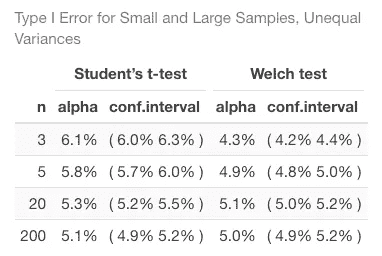 Type I Error for Small and Large Samples, Unequal
Variances
Student's t-test Welch test
n alpha conf.interval alpha conf.interval
3 6.1% ( 6.0% 6.3% ) 4.3% ( 4.2% 4.4% )
5 5.8% ( 5.7% 6.0% ) 4.9% ( 4.8% 5.0% )
20 5.3% ( 5.2% 5.5% ) 5.1% ( 5.0% 5.2% )
200 5.1% ( 4.9% 5.2% ) 5.0% ( 4.9% 5.2% )